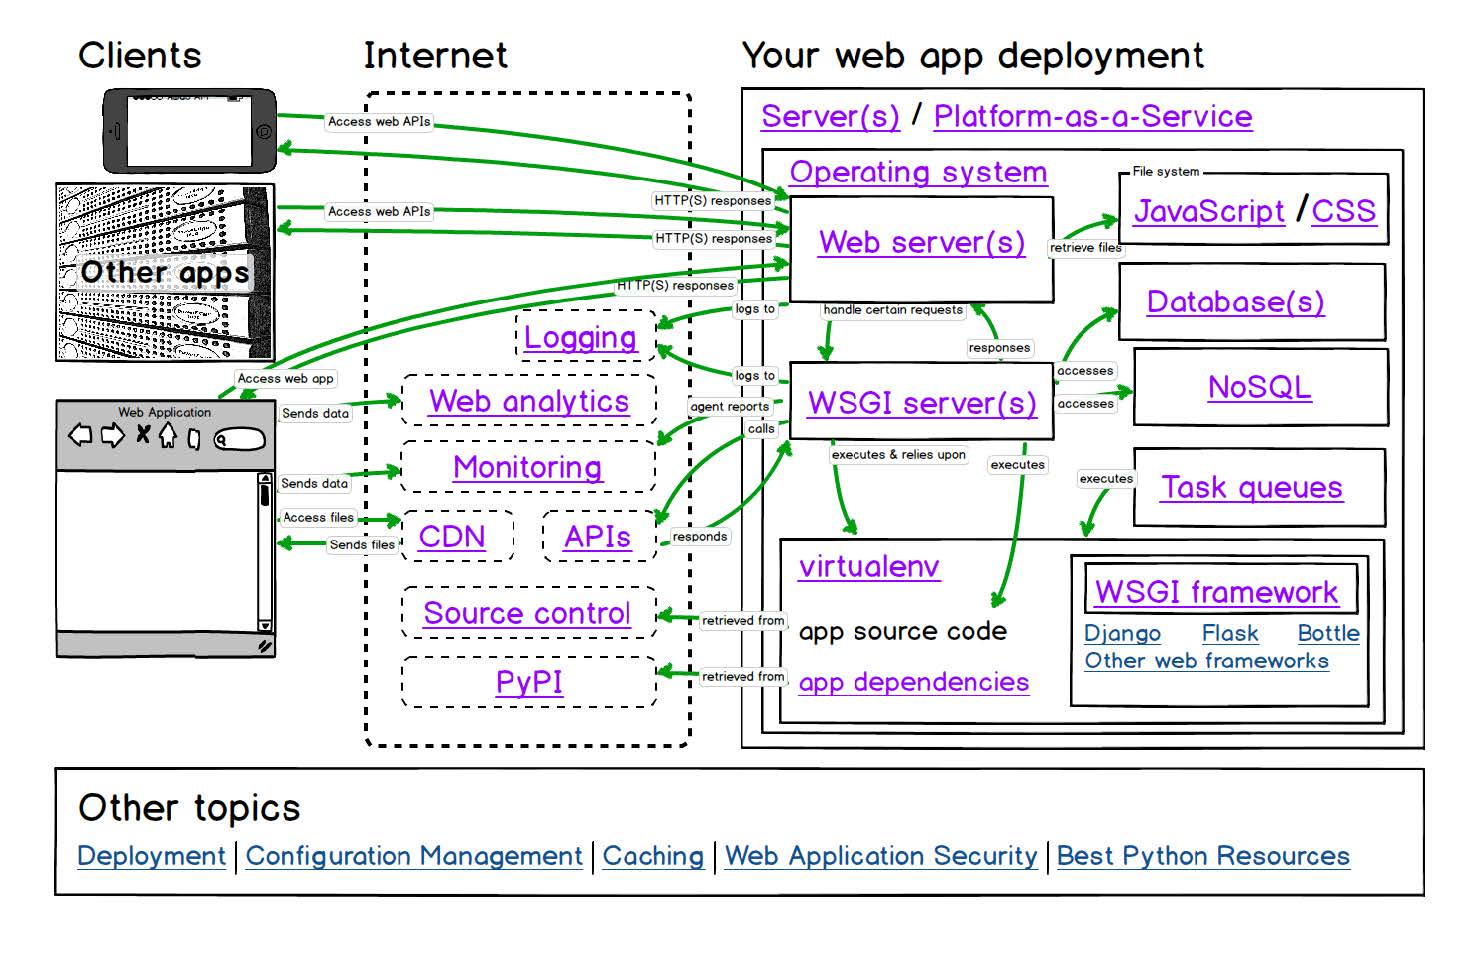 Clients
Internet
Your web app deployment
Server(s) / Platform-as-a-Service
Operating system
File system
JavaScript / CSS
Access web APIs
HTTP(S) responses
Web server(s)
Access web APIs
HTTP(S) responses
retrieve files
Other apps
HTTP(S) responses
Database(s)
logs to
handle certain requests
Logging
responses
Access web app
logs to
accesses
NoSQL
Web Application
Sends data
Web analytics
agent reports
WSGI server(s)
accesses
calls
Monitoring
executes & relies upon
executes
Sends data
executes
Task queues
Access files
CDN
APIs
responds
Sends files
virtualenv
WSGI framework
Source control
retrieved from
app source code
Django Flask Bottle
Other web frameworks
PyPI
retrieved from
app dependencies
Other topics
Deployment | Configuration Management | Caching | Web Application Security | Best Python Resources